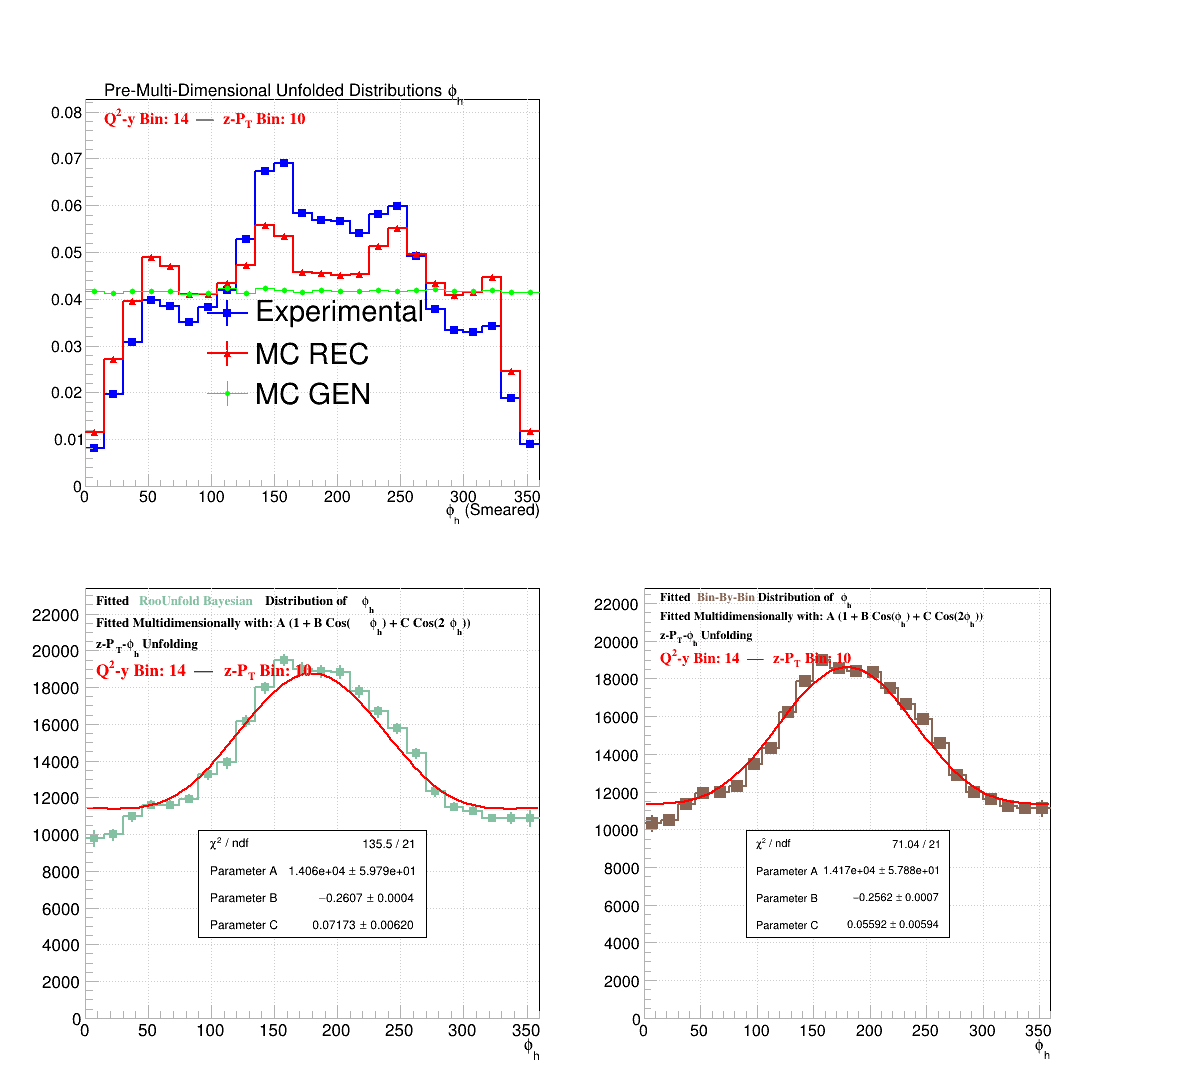 Pre-Multi-Dimensional Unfolded Distributions ϕh
Q2-y Bin: 14 — z-PT Bin: 10
0.08
0.07
0.06
0.05
0.04
0.03
0.02
0.01
0
Experimental
MC REC
MC GEN
0 50 100 150 200 250 300 350
ϕh (Smeared)
Fitted RooUnfold Bayesian Distribution of ϕh
Fitted Multidimensionally with: A (1 + B Cos( ϕh) + C Cos(2 ϕh))
z-PT-ϕh Unfolding
Q2-y Bin: 14 — z-PT Bin: 10
22000
20000
18000
16000
14000
12000
10000
8000
6000
4000
2000
0
χ2 / ndf 135.5 / 21
Parameter A 1.406e+04 ± 5.979e+01
Parameter B −0.2607 ± 0.0004
Parameter C 0.07173 ± 0.00620
0 50 100 150 200 250 300 350
ϕh
Fitted Bin-By-Bin Distribution of ϕh
Fitted Multidimensionally with: A (1 + B Cos(ϕh) + C Cos(2ϕh))
z-PT-ϕh Unfolding
Q2-y Bin: 14 — z-PT Bin: 10
22000
20000
18000
16000
14000
12000
10000
8000
6000
4000
2000
0
χ2 / ndf 71.04 / 21
Parameter A 1.417e+04 ± 5.788e+01
Parameter B −0.2562 ± 0.0007
Parameter C 0.05592 ± 0.00594
0 50 100 150 200 250 300 350
ϕh